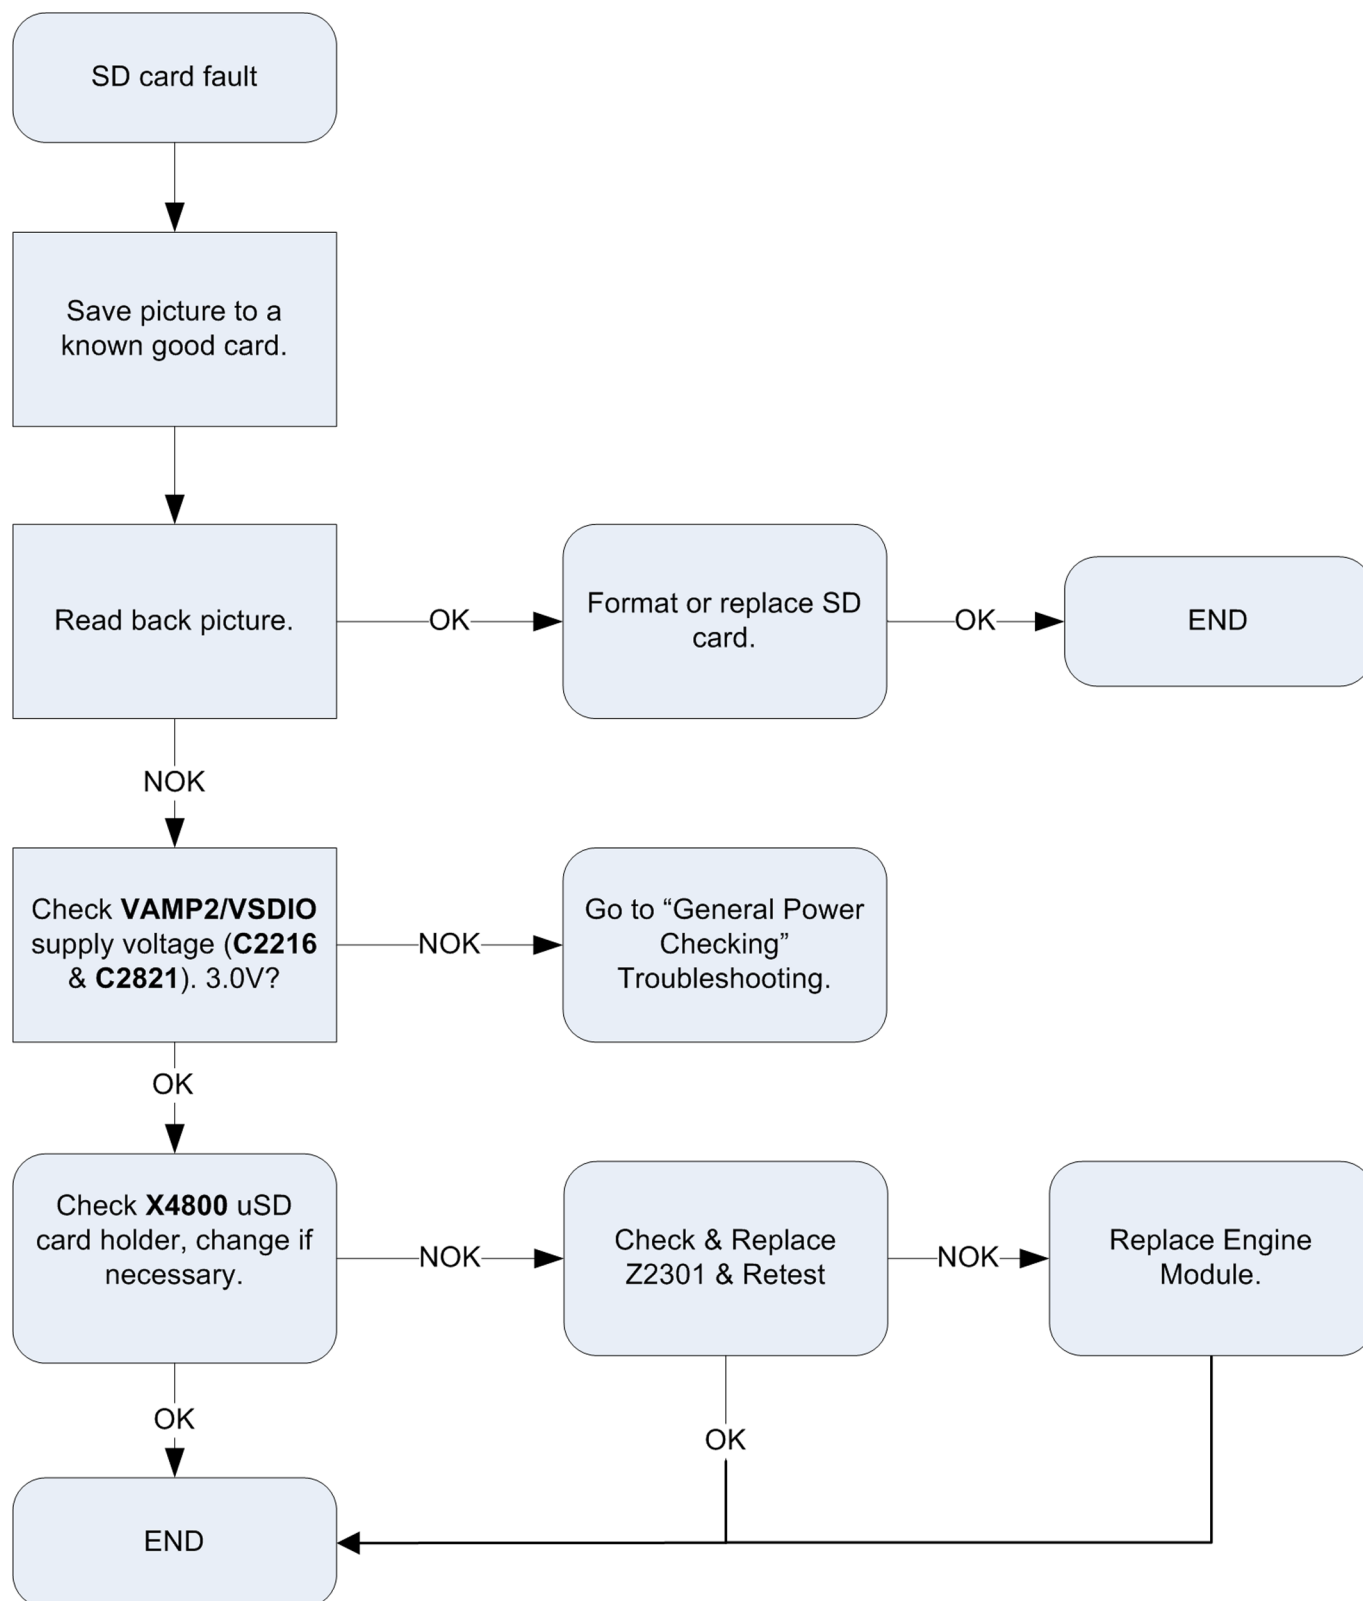 SD card fault
Save picture to a
known good card.
Read back picture.
OK
Format or replace SD
card.
OK
END
NOK
Check VAMP2/VSDIO
supply voltage (C2216
& C2821). 3.0V?
NOK
Go to “General Power
Checking”
Troubleshooting.
OK
Check X4800 uSD
card holder, change if
necessary.
NOK
Check & Replace
Z2301 & Retest
NOK
Replace Engine
Module.
OK
OK
END